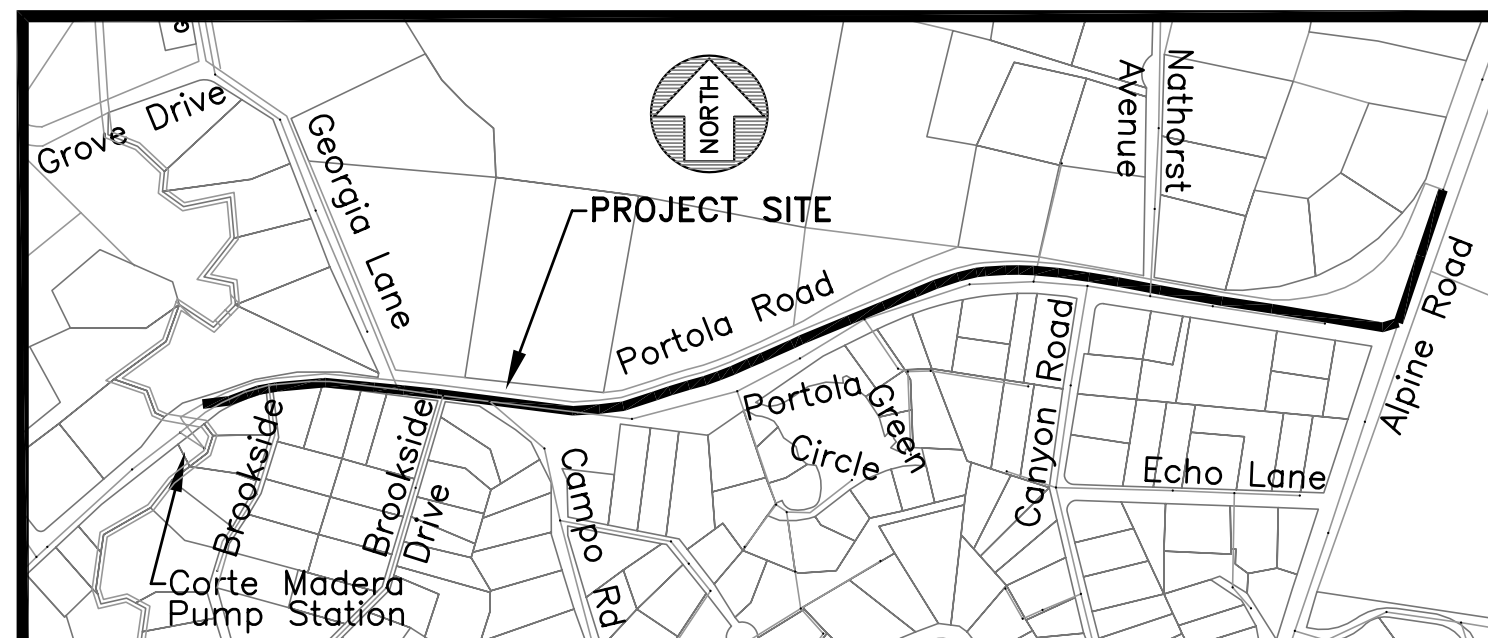 Grove Drive
Georgia Lane
NORTH
PROJECT SITE
Nathorst
Avenue
Portola Road
Alpine Road
Portola
Green
Circle
Canyon Road
Echo Lane
Brookside
Brookside
Drive
Campo Rd
Corte Madera
Pump Station